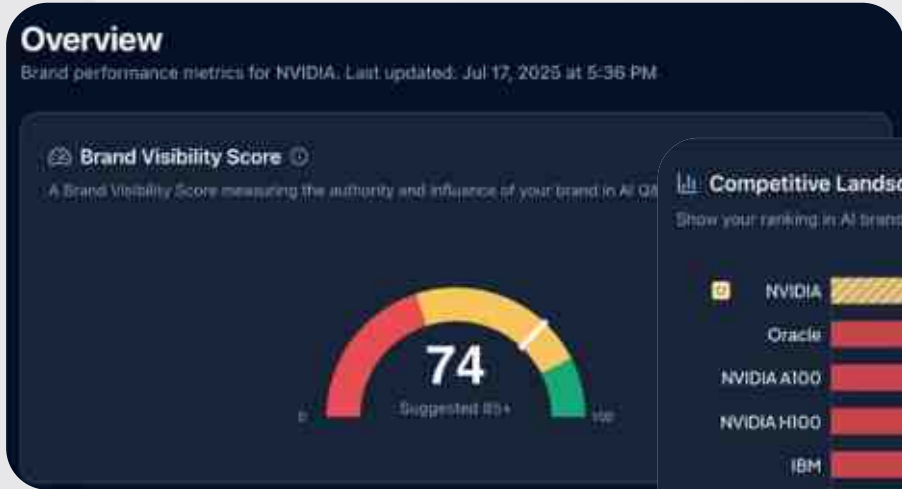 Overview
Brand performance metrics for NVIDIA. Last updated: Jul 17, 2025 at 5:36 PM
Brand Visibility Score
A Brand Visibility Score measuring the authority and influence of your brand in AI Q&
74
Suggested 85+
0
100
Competitive Landsc
Show your ranking in AI brand
NVIDIA
Oracle
NVIDIA A100
NVIDIA H100
IBM